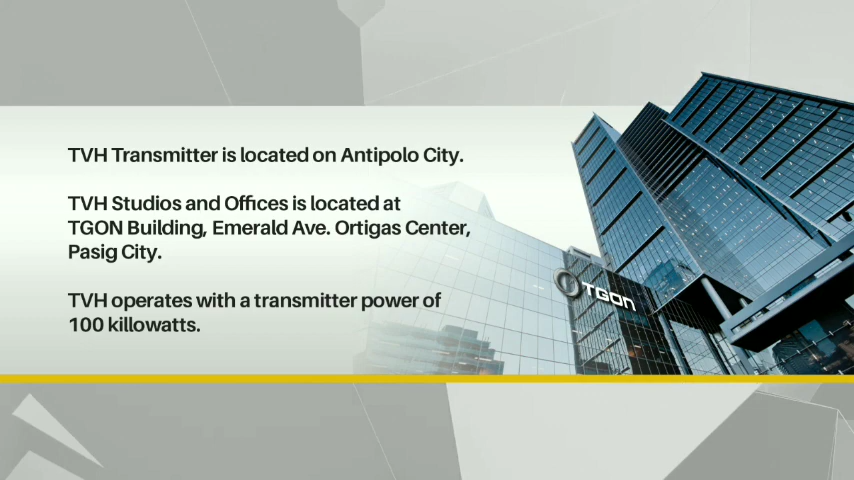 TVH Transmitter is located on Antipolo City.
TVH Studios and Offices is located at
TGON Building, Emerald Ave. Ortigas Center,
Pasig City.
TVH operates with a transmitter power of
100 killowatts.
TGON